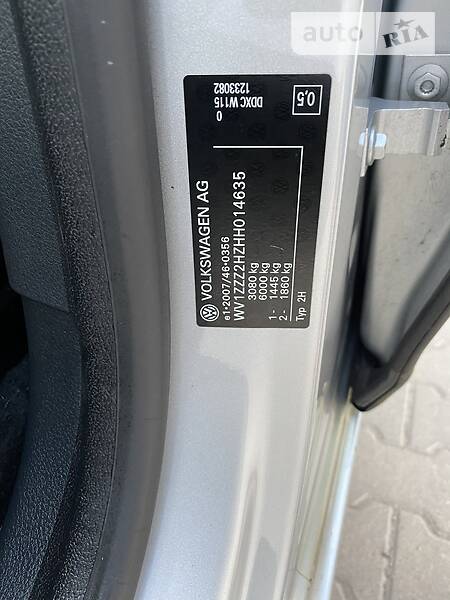 auto RIA
VOLKSWAGEN AG
e1*2007/46*0356
WV1ZZZ2HZHH014635
3080 kg
6000 kg
1- 1445 kg
2- 1860 kg
Typ 2H
0
DDXC W115
1233082
0,5